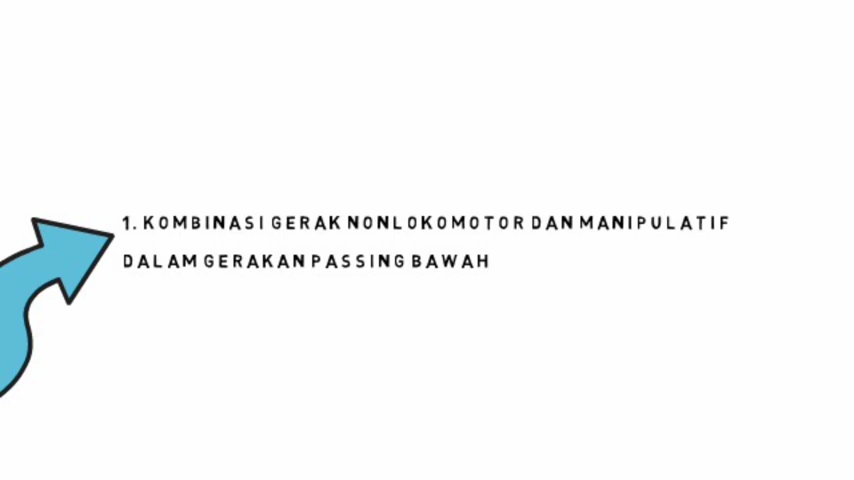 1. KOMBINASI GERAK NONLOKOMOTOR DAN MANIPULATIF
DALAM GERAKAN PASSING BAWAH